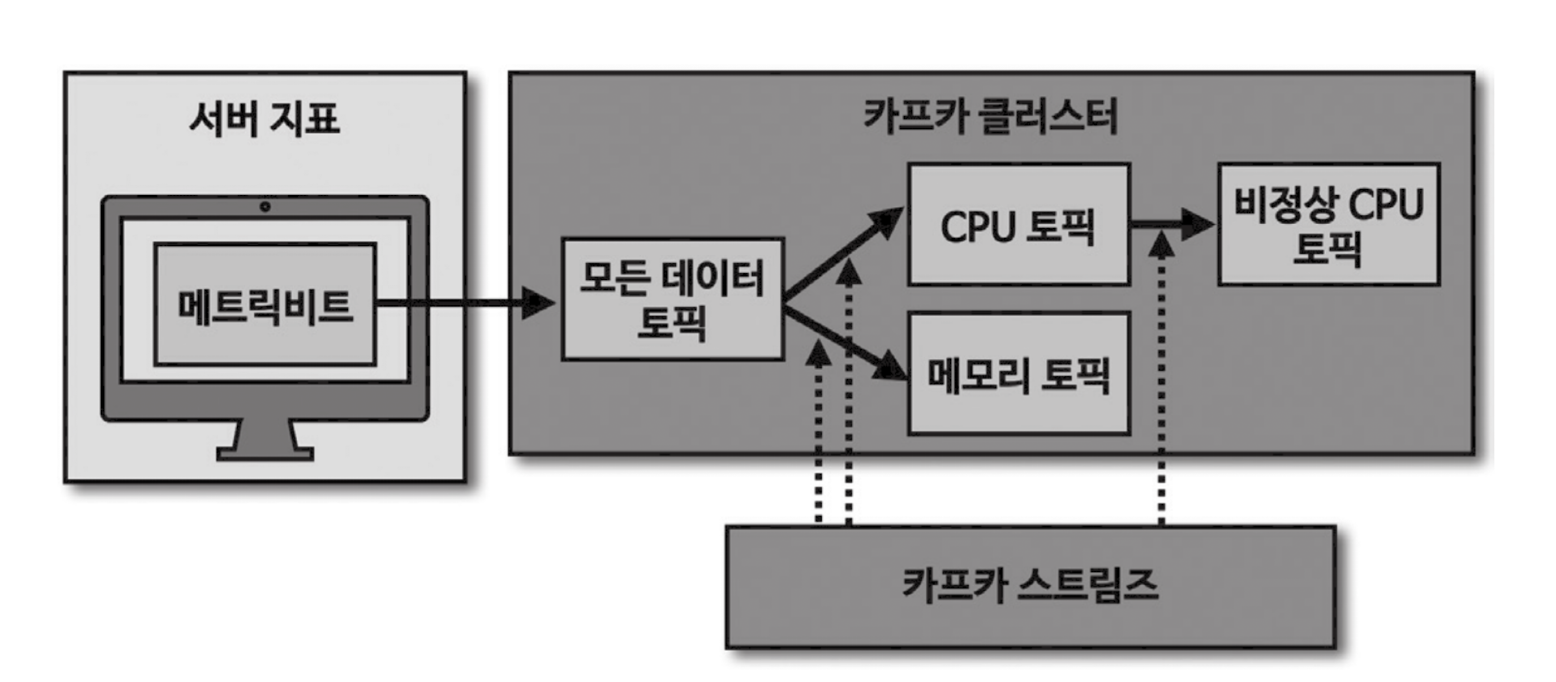 서버 지표
메트릭비트
카프카 클러스터
모든 데이터
토픽
CPU 토픽
메모리 토픽
비정상 CPU
토픽
카프카 스트림즈